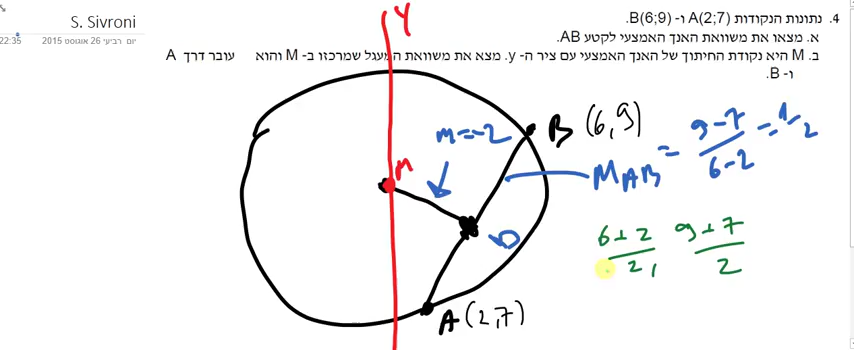 S. Sivroni
22:35 יום רביעי 26 אוגוסט 2015
4. נתונות הנקודות A(2;7) ו- B(6;9).
א. מצאו את משוואת האנך האמצעי לקטע AB.
ב. M היא נקודת החיתוך של האנך האמצעי עם ציר ה- y. מצא את משוואת המעגל שמרכזו ב- M והוא עובר דרך A
ו- B.
y
B (6,9)
m=-2
M
M AB = 9-7/6-2 = 1/2
6+2/2, 9+7/2
A (2,7)